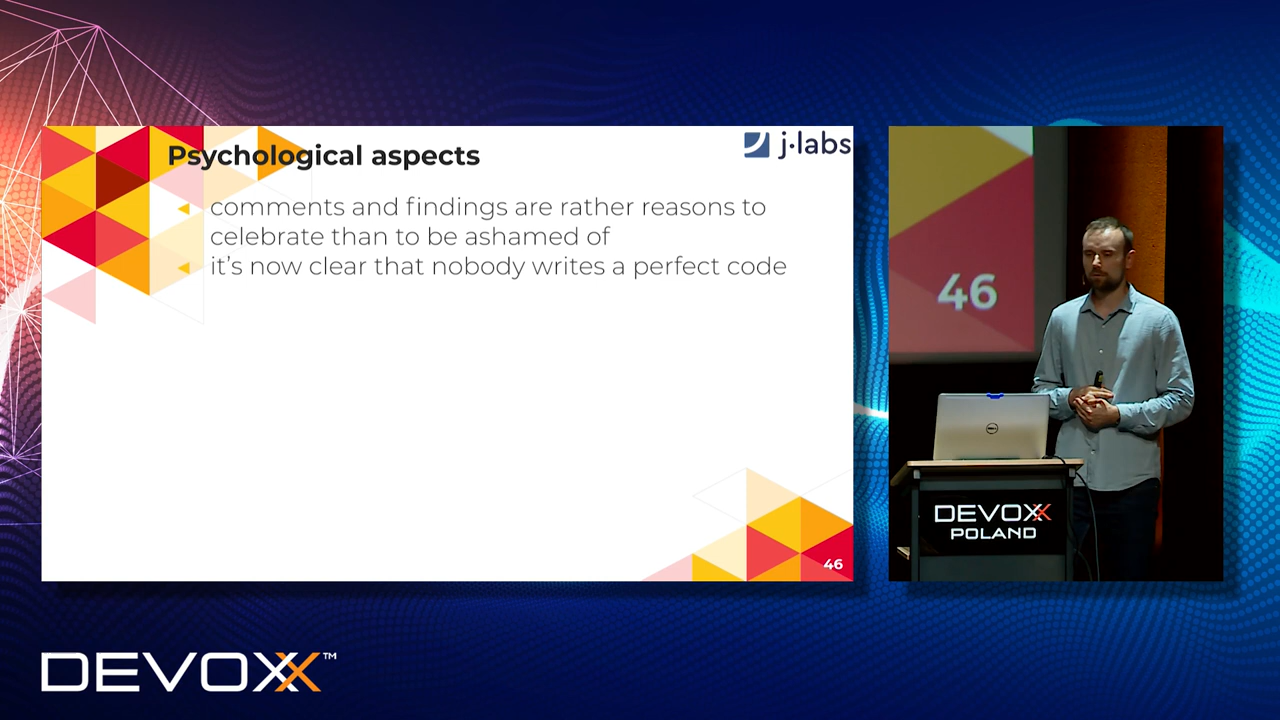 Psychological aspects
j·labs
comments and findings are rather reasons to
celebrate than to be ashamed of
it's now clear that nobody writes a perfect code
46
46
DELL
DEVOXX
POLAND
DEVOXX™